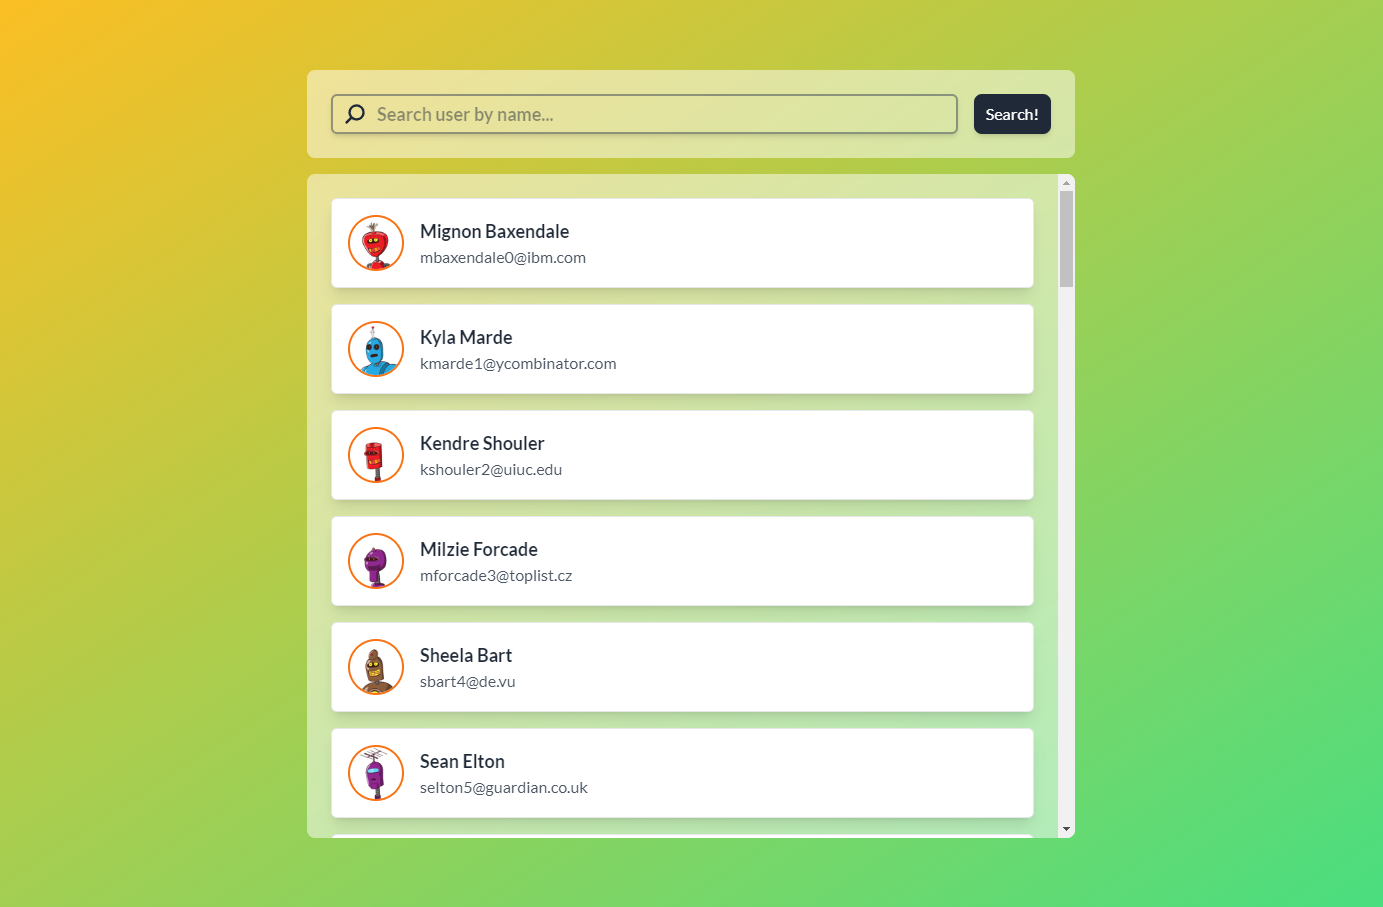 Search user by name...
Search!
Mignon Baxendale
mbaxendale0@ibm.com
Kyla Marde
kmarde1@ycombinator.com
Kendre Shouler
kshouler2@uiuc.edu
Milzie Forcade
mforcade3@toplist.cz
Sheela Bart
sbart4@de.vu
Sean Elton
selton5@guardian.co.uk